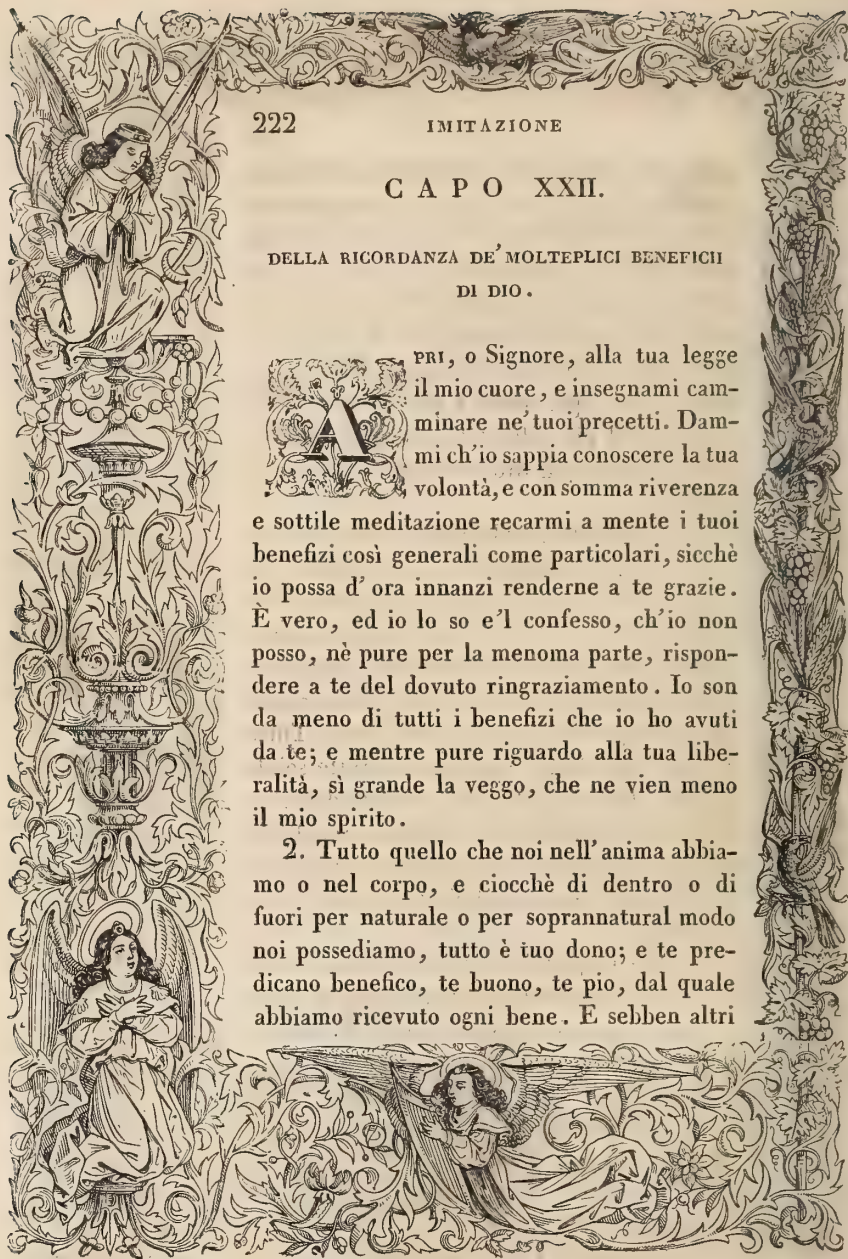 222 IMITAZIONE
CAPO XXII.
DELLA RICORDANZA DE' MOLTEPLICI BENEFICII
DI DIO.
APRI, o Signore, alla tua legge
il mio cuore, e insegnami cam-
minare ne' tuoi precetti. Dam-
mi ch'io sappia conoscere la tua
volontà, e con somma riverenza
e sottile meditazione recarmi a mente i tuoi
benefizi così generali come particolari, sicchè
io possa d' ora innanzi renderne a te grazie.
È vero, ed io lo so e'l confesso, ch'io non
posso, nè pure per la menoma parte, rispon-
dere a te del dovuto ringraziamento. Io son
da meno di tutti i benefizi che io ho avuti
da te; e mentre pure riguardo alla tua libe-
ralità, sì grande la veggo, che ne vien meno
il mio spirito.
2. Tutto quello che noi nell' anima abbia-
mo o nel corpo, e ciocchè di dentro o di
fuori per naturale o per soprannatural modo
noi possediamo, tutto è tuo dono; e te pre-
dicano benefico, te buono, te pio, dal quale
abbiamo ricevuto ogni bene. E sebben altri